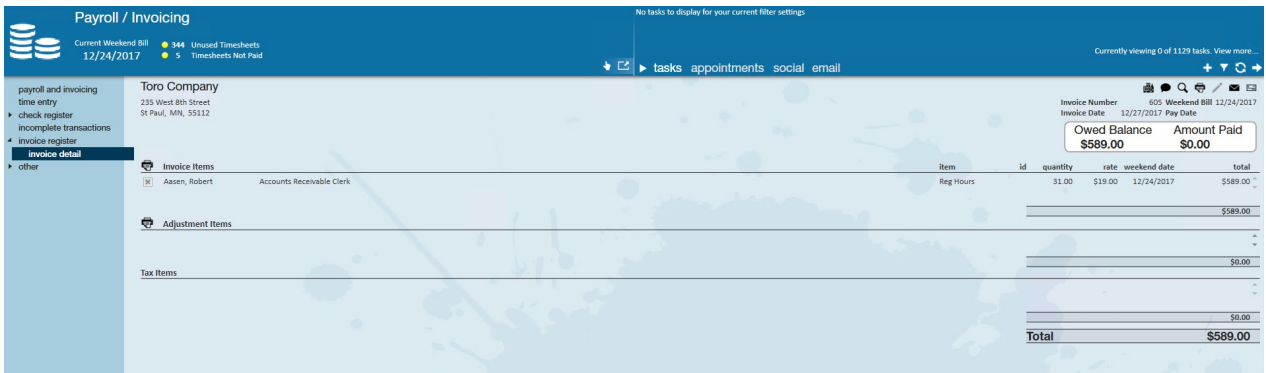 Payroll / Invoicing
Current Weekend Bill
12/24/2017
344 Unused Timesheets
5 Timesheets Not Paid
No tasks to display for your current filter settings
Currently viewing 0 of 1129 tasks. View more...
tasks appointments social email
payroll and invoicing
time entry
check register
incomplete transactions
invoice register
invoice detail
other
Toro Company
235 West 8th Street
St Paul, MN, 55112
Invoice Number 605 Weekend Bill 12/24/2017
Invoice Date 12/27/2017 Pay Date
Owed Balance Amount Paid
$589.00 $0.00
Invoice Items item id quantity rate weekend date total
Aasen, Robert Accounts Receivable Clerk Reg Hours 31.00 $19.00 12/24/2017 $589.00
$589.00
Adjustment Items
$0.00
Tax Items
$0.00
Total $589.00